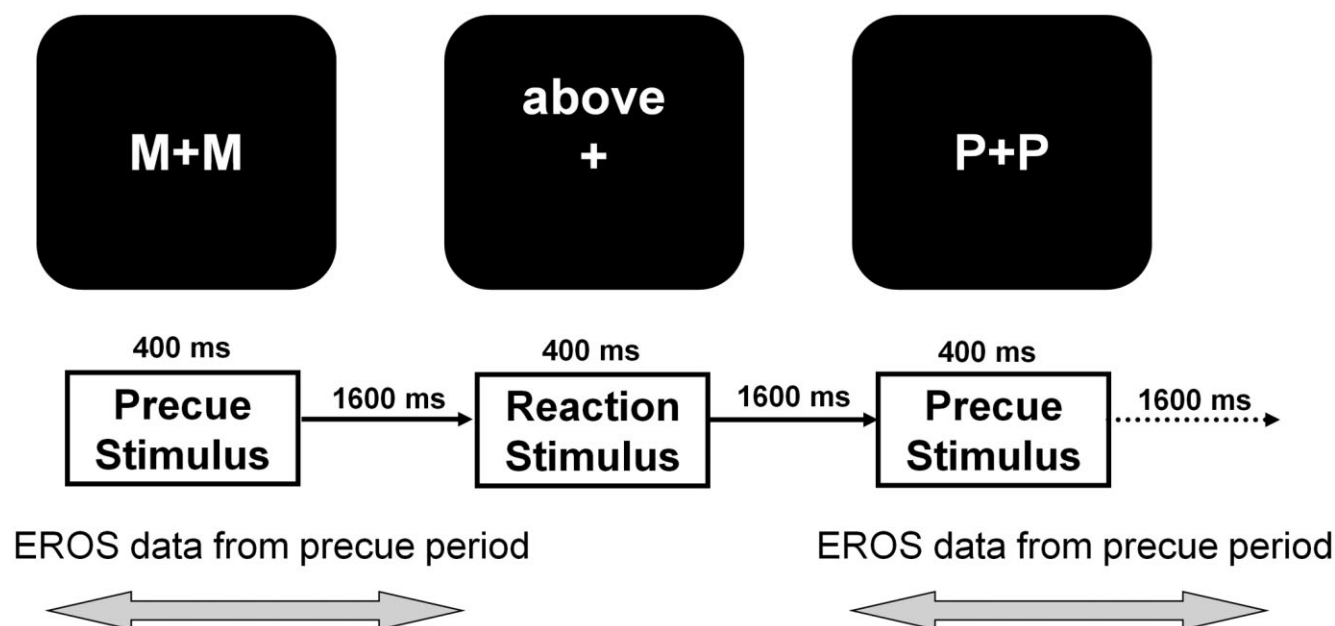 M+M
above
+
P+P
400 ms
400 ms
400 ms
Precue
Stimulus
1600 ms
Reaction
Stimulus
1600 ms
Precue
Stimulus
1600 ms
EROS data from precue period
EROS data from precue period